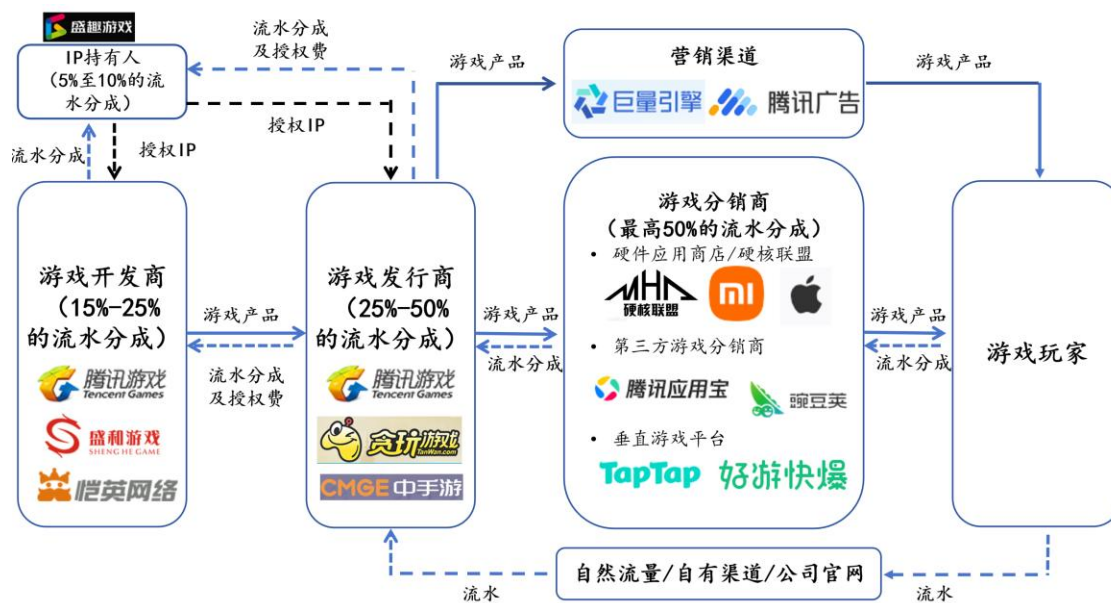 盛趣游戏
IP持有人
(5%至10%的流
水分成)
流水分成
及授权费
游戏产品
营销渠道
巨量引擎
腾讯广告
游戏产品
授权IP
流水分成
授权IP
游戏开发商
(15%-25%
的流水分成)
腾讯游戏
Tencent Games
盛和游戏
SHENG HE GAME
恺英网络
游戏产品
流水分成
及授权费
游戏发行商
(25%-50%
的流水分成)
腾讯游戏
Tencent Games
贪玩游戏
TanWan.com
CMGE 中手游
游戏产品
流水分成
游戏分销商
(最高50%的流水分成)
• 硬件应用商店/硬核联盟
MHA
硬核联盟
mi
• 第三方游戏分销商
腾讯应用宝
豌豆荚
• 垂直游戏平台
TapTap
好游快爆
游戏产品
流水分成
游戏玩家
流水
自然流量/自有渠道/公司官网
流水